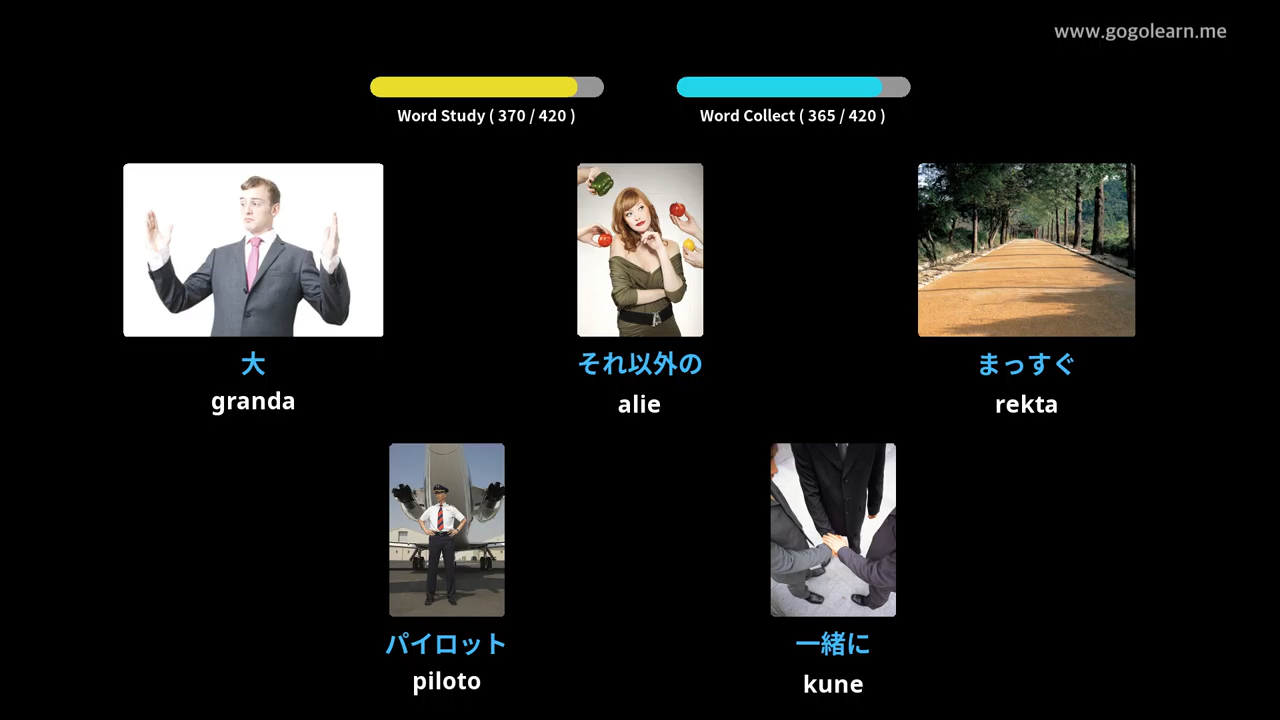 www.gogolearn.me
Word Study ( 370 / 420 )
Word Collect ( 365 / 420 )
大
granda
それ以外の
alie
まっすぐ
rekta
パイロット
piloto
一緒に
kune